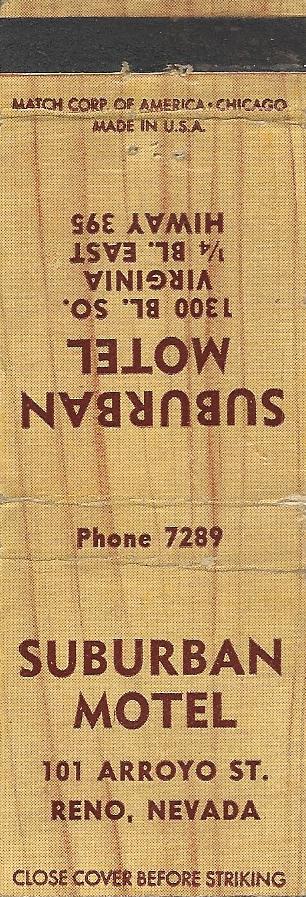 MATCH CORP. OF AMERICA • CHICAGO
MADE IN U.S.A.
SUBURBAN
MOTEL
1300 BL. SO.
VIRGINIA
¼ BL. EAST
HIWAY 395
Phone 7289
SUBURBAN
MOTEL
101 ARROYO ST.
RENO, NEVADA
CLOSE COVER BEFORE STRIKING